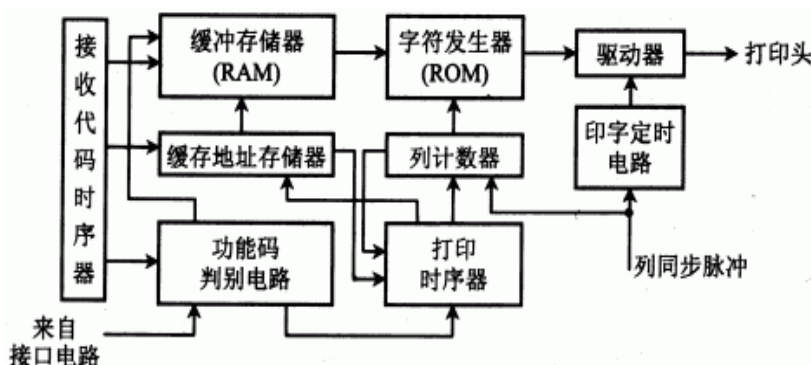 接收代码时序器
缓冲存储器
(RAM)
字符发生器
(ROM)
驱动器
打印头
缓存地址存储器
列计数器
印字定时
电路
功能码
判别电路
打印
时序器
列同步脉冲
来自
接口电路